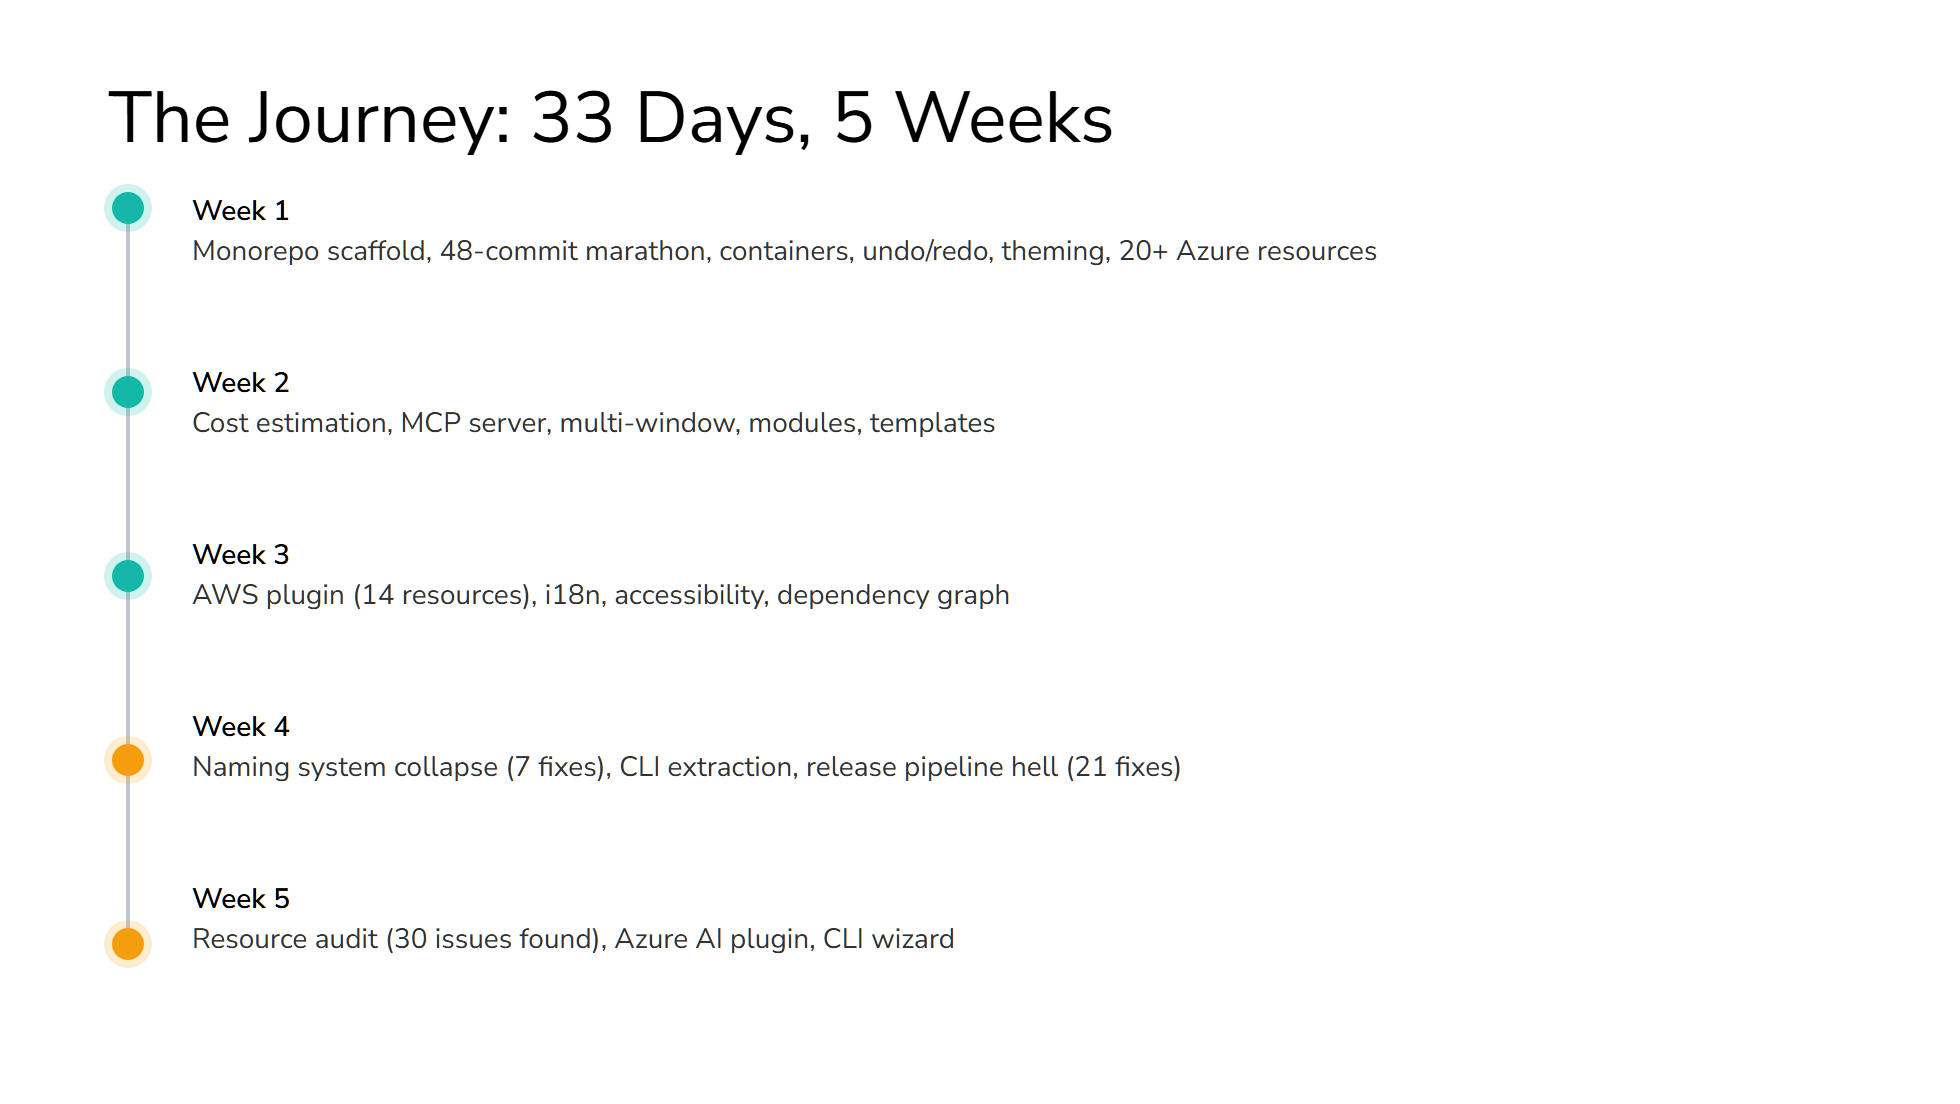 The Journey: 33 Days, 5 Weeks
Week 1
Monorepo scaffold, 48-commit marathon, containers, undo/redo, theming, 20+ Azure resources
Week 2
Cost estimation, MCP server, multi-window, modules, templates
Week 3
AWS plugin (14 resources), i18n, accessibility, dependency graph
Week 4
Naming system collapse (7 fixes), CLI extraction, release pipeline hell (21 fixes)
Week 5
Resource audit (30 issues found), Azure AI plugin, CLI wizard